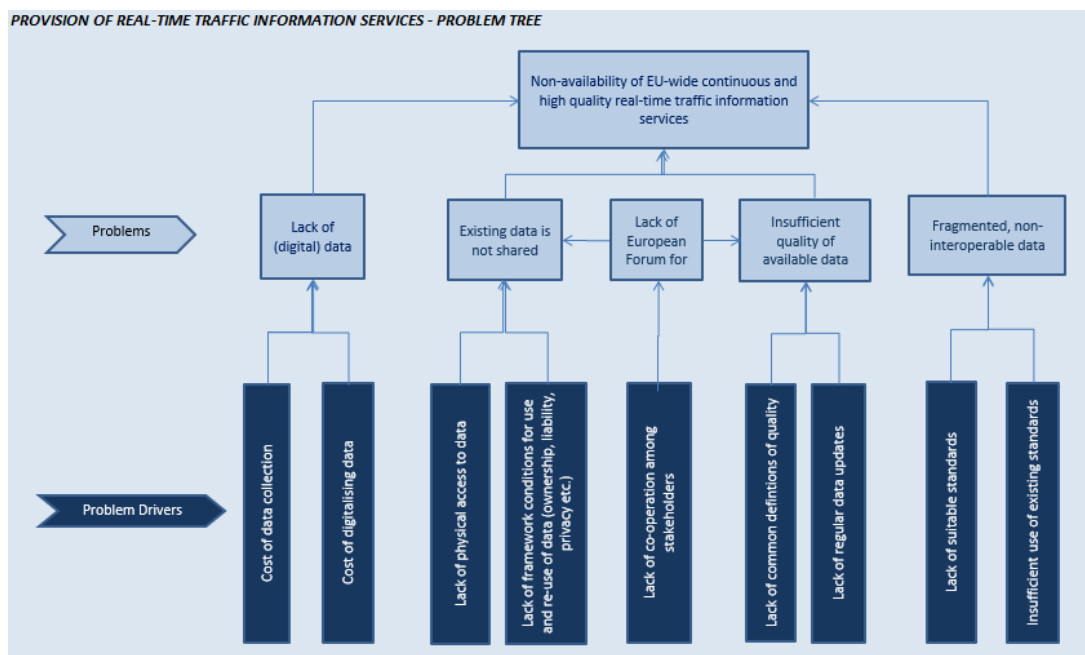 PROVISION OF REAL-TIME TRAFFIC INFORMATION SERVICES - PROBLEM TREE
Non-availability of EU-wide continuous and
high quality real-time traffic information
services
Problems
Lack of
(digital) data
Existing data is
not shared
Lack of
European
Forum for
Insufficient
quality of
available data
Fragmented, non-
interoperable data
Problem Drivers
Cost of data collection
Cost of digitalising data
Lack of physical access to data
Lack of framework conditions for use
and re-use of data (ownership, liability,
privacy etc.)
Lack of co-operation among
stakeholders
Lack of common definitions of quality
Lack of regular data updates
Lack of suitable standards
Insufficient use of existing standards